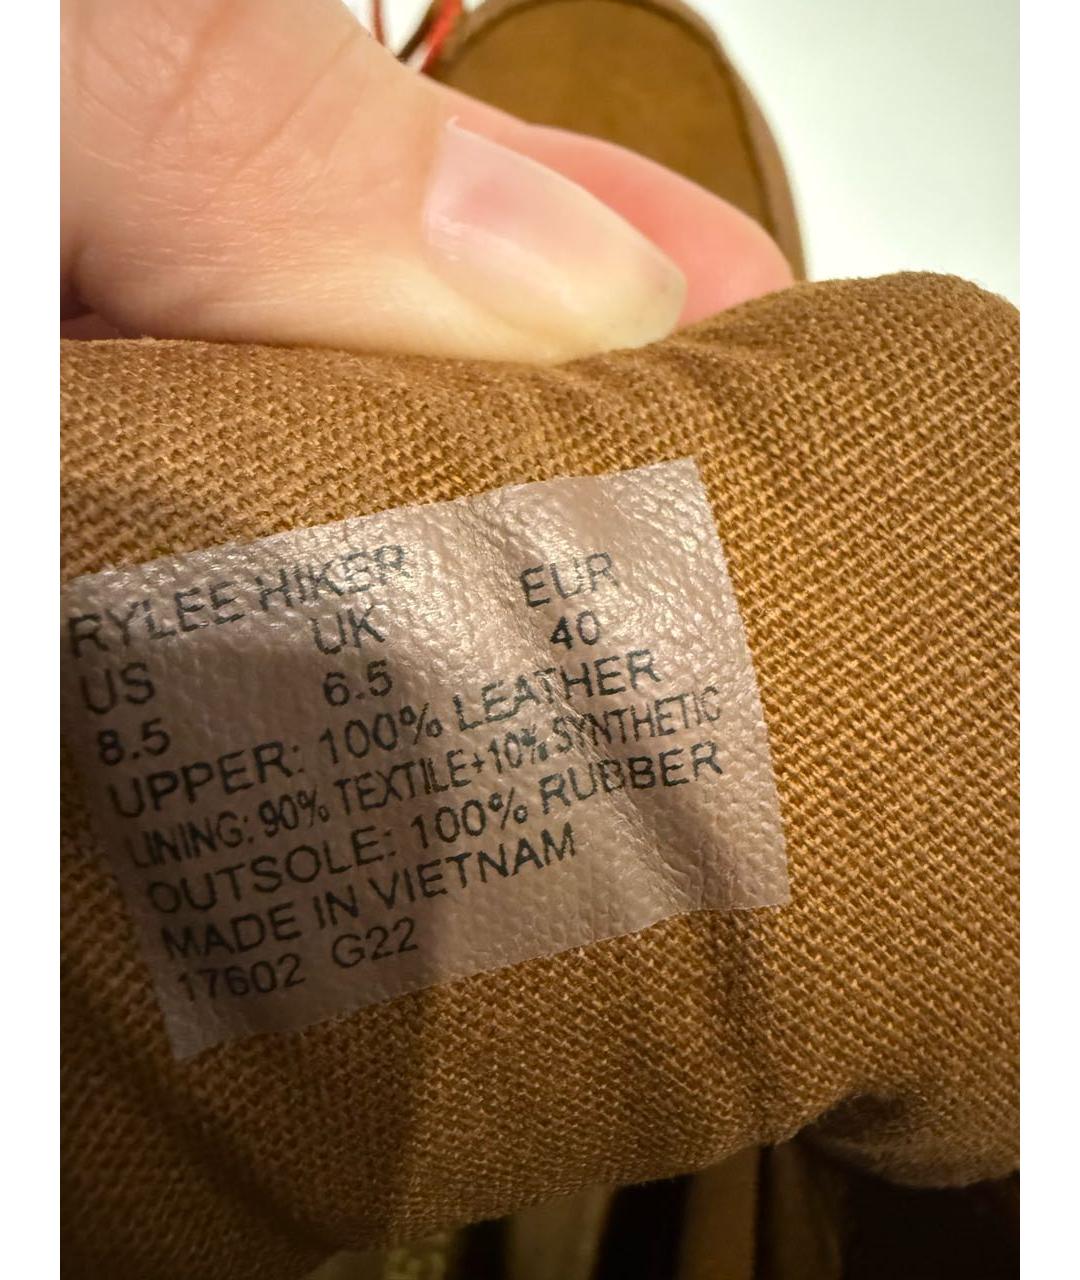 RYLEE HIKER
US UK EUR
8.5 6.5 40
UPPER: 100% LEATHER
LINING: 90% TEXTILE+10% SYNTHETIC
OUTSOLE: 100% RUBBER
MADE IN VIETNAM
17602 G22